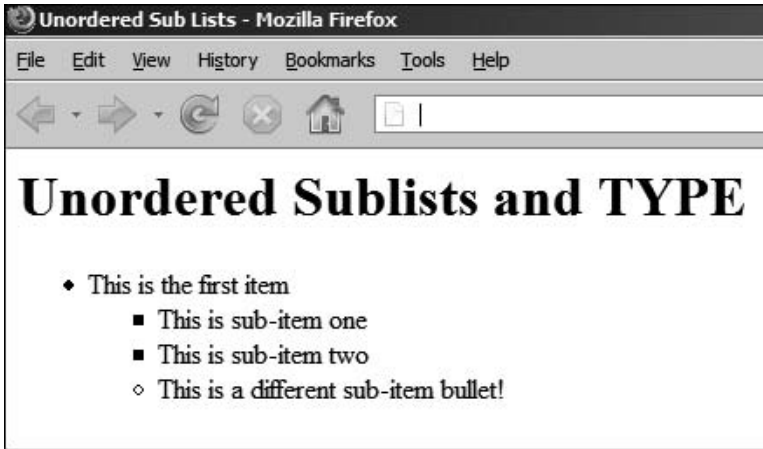 Unordered Sub Lists - Mozilla Firefox
File Edit View History Bookmarks Tools Help
Unordered Sublists and TYPE
This is the first item
This is sub-item one
This is sub-item two
This is a different sub-item bullet!